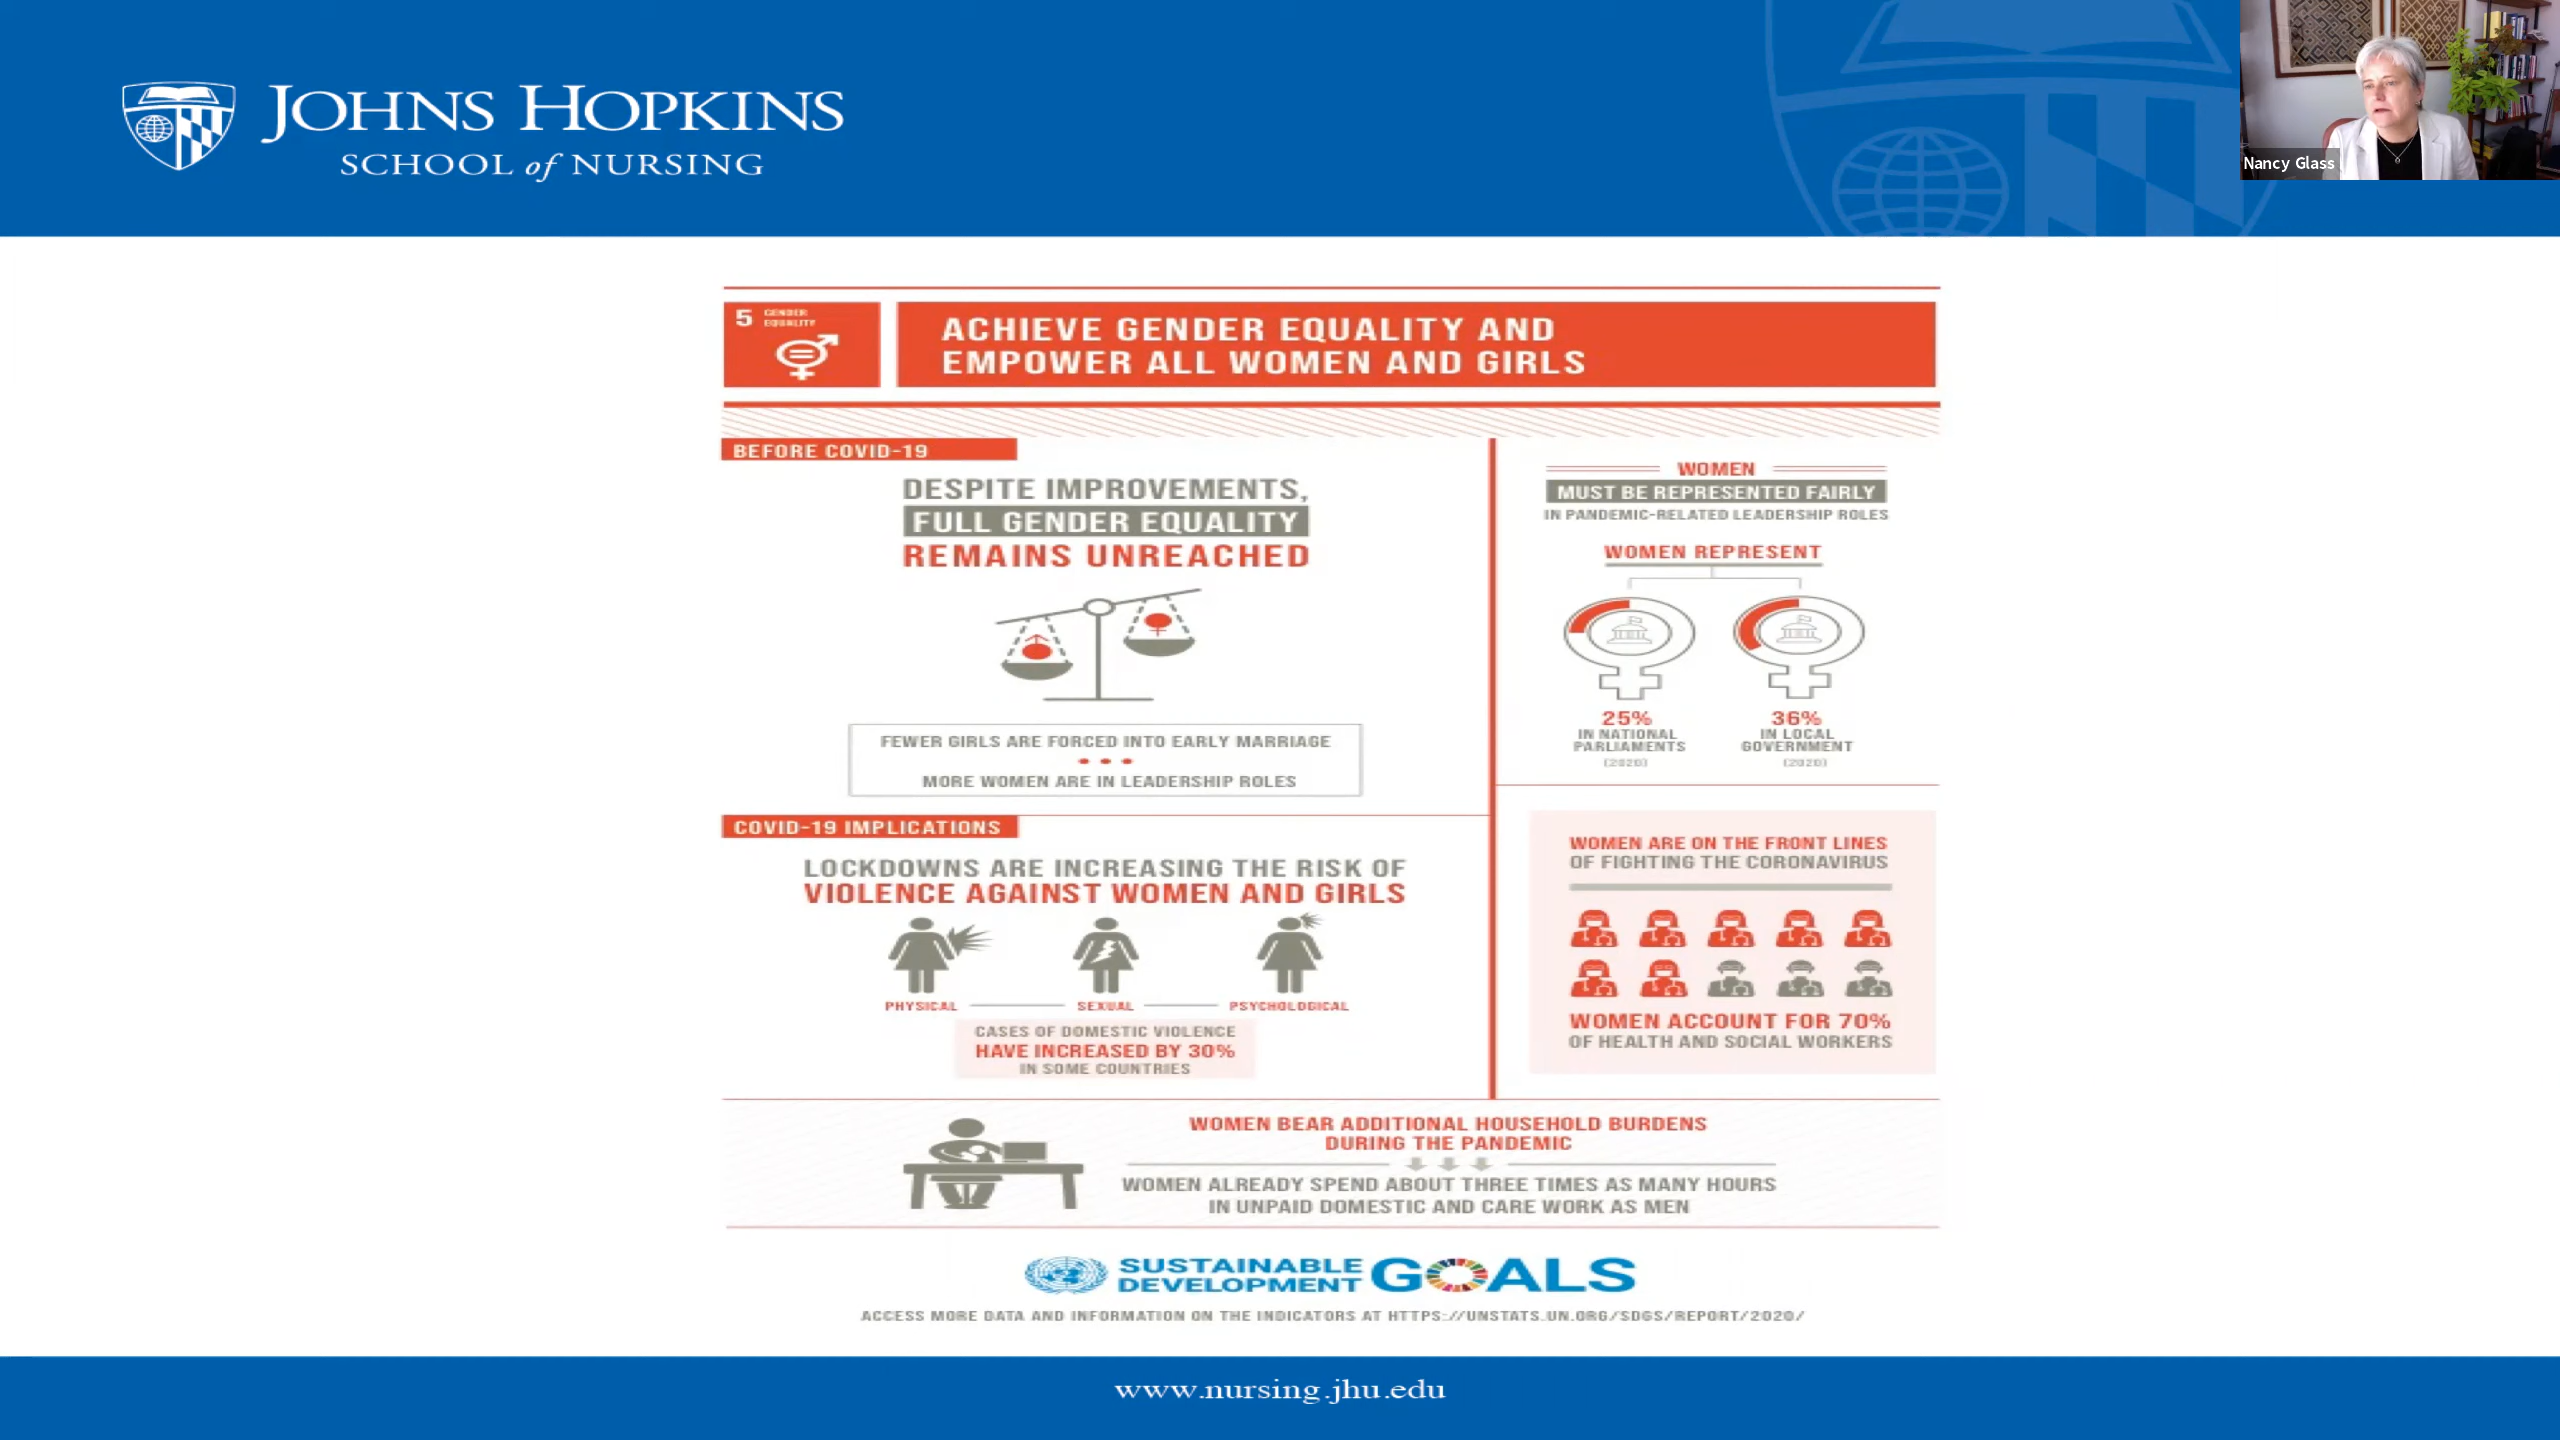 JOHNS HOPKINS
SCHOOL of NURSING
Nancy Glass
5 GENDER
EQUALITY
ACHIEVE GENDER EQUALITY AND
EMPOWER ALL WOMEN AND GIRLS
BEFORE COVID-19
DESPITE IMPROVEMENTS,
FULL GENDER EQUALITY
REMAINS UNREACHED
FEWER GIRLS ARE FORCED INTO EARLY MARRIAGE
MORE WOMEN ARE IN LEADERSHIP ROLES
WOMEN
MUST BE REPRESENTED FAIRLY
IN PANDEMIC-RELATED LEADERSHIP ROLES
WOMEN REPRESENT
25%
IN NATIONAL
PARLIAMENTS
(2020)
36%
IN LOCAL
GOVERNMENT
(2020)
COVID-19 IMPLICATIONS
LOCKDOWNS ARE INCREASING THE RISK OF
VIOLENCE AGAINST WOMEN AND GIRLS
PHYSICAL SEXUAL PSYCHOLOGICAL
CASES OF DOMESTIC VIOLENCE
HAVE INCREASED BY 30%
IN SOME COUNTRIES
WOMEN ARE ON THE FRONT LINES
OF FIGHTING THE CORONAVIRUS
WOMEN ACCOUNT FOR 70%
OF HEALTH AND SOCIAL WORKERS
WOMEN BEAR ADDITIONAL HOUSEHOLD BURDENS
DURING THE PANDEMIC
WOMEN ALREADY SPEND ABOUT THREE TIMES AS MANY HOURS
IN UNPAID DOMESTIC AND CARE WORK AS MEN
SUSTAINABLE
DEVELOPMENT GOALS
ACCESS MORE DATA AND INFORMATION ON THE INDICATORS AT HTTPS://UNSTATS.UN.ORG/SDGS/REPORT/2020/
www.nursing.jhu.edu